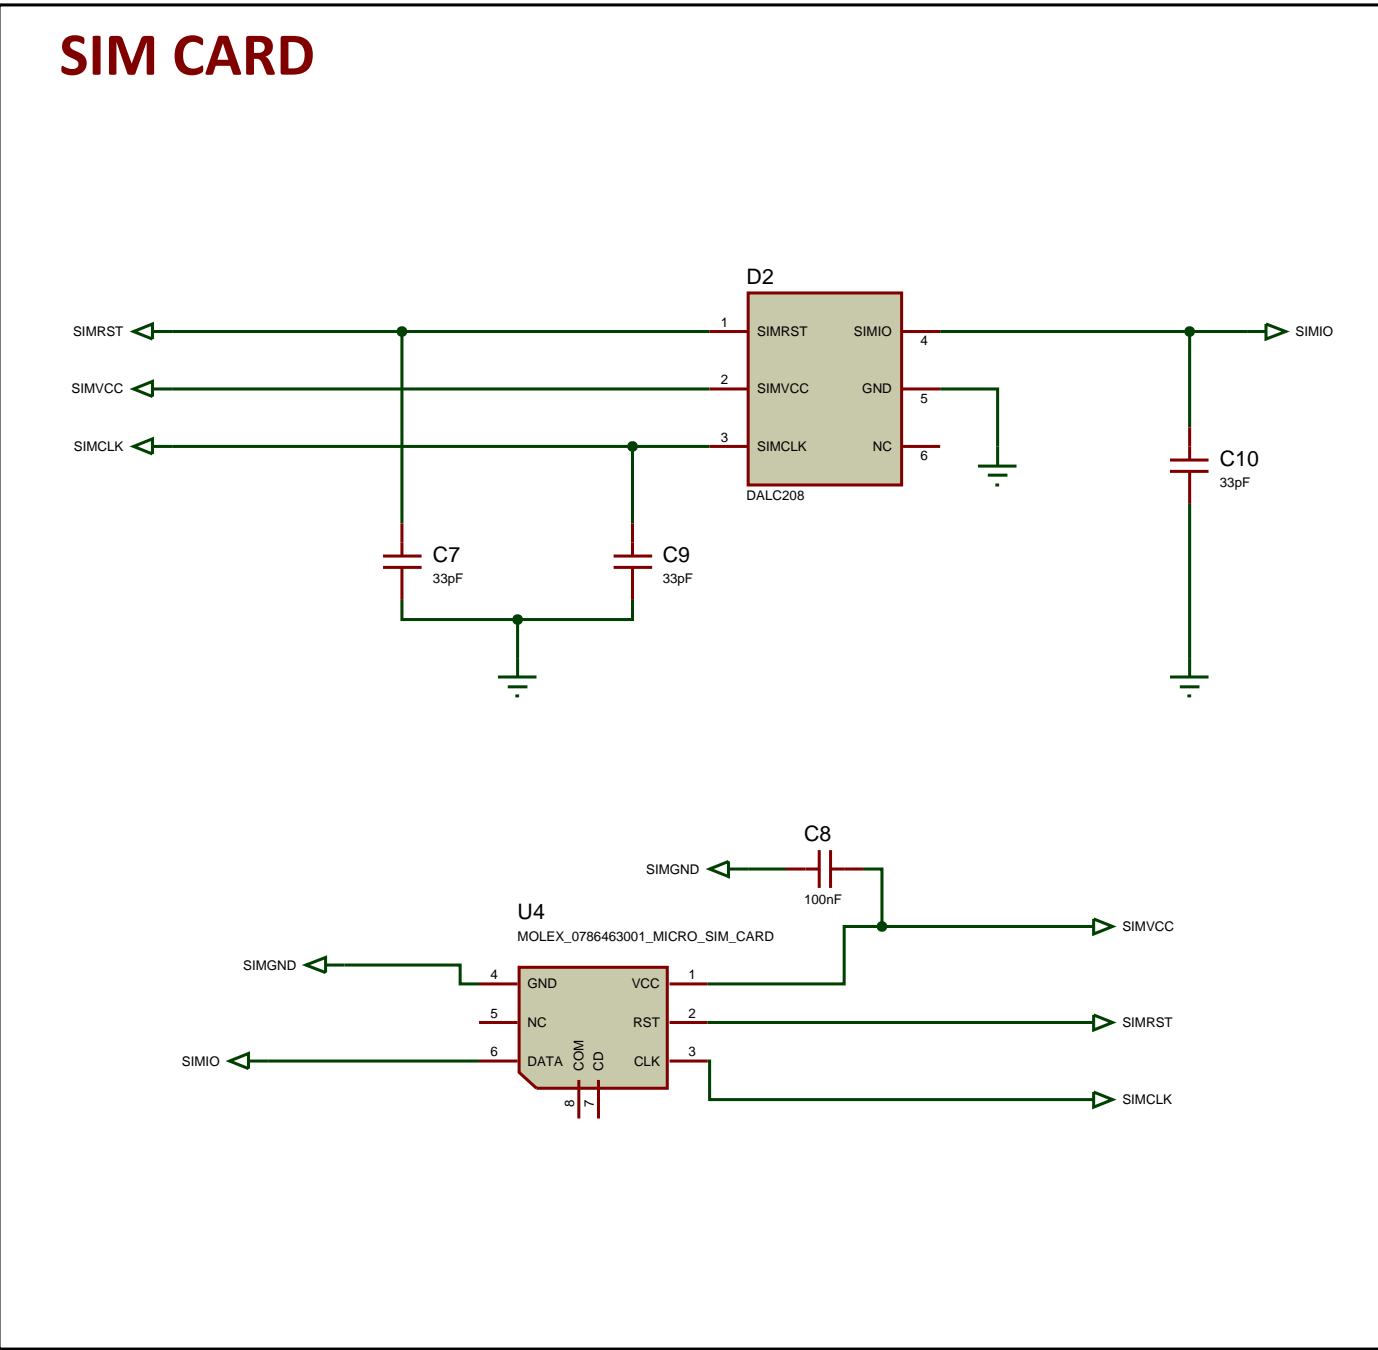 SIM CARD
D2
SIMRST
1
SIMRST
SIMIO
4
SIMIO
SIMVCC
2
SIMVCC
GND
5
SIMCLK
3
SIMCLK
NC
6
DALC208
C10
33pF
C7
33pF
C9
33pF
C8
SIMGND
100nF
U4
MOLEX_0786463001_MICRO_SIM_CARD
SIMVCC
SIMGND
4
GND
VCC
1
5
NC
RST
2
SIMRST
SIMIO
6
DATA
COM
CD
CLK
3
8
7
SIMCLK